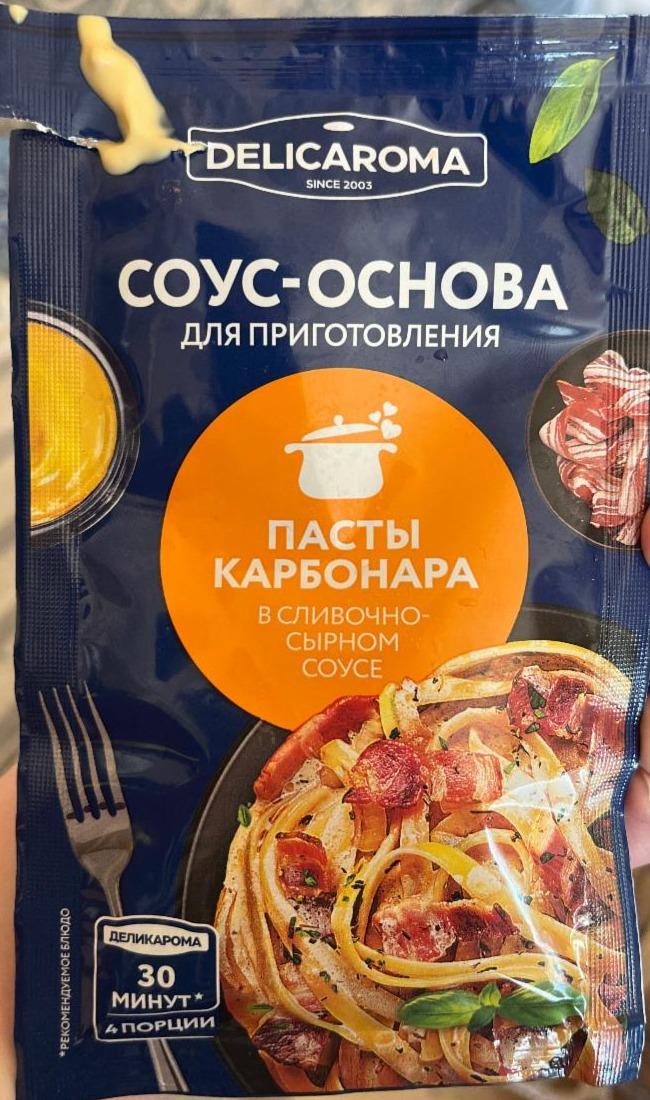 DELICAROMA
SINCE 2003
СОУС-ОСНОВА
ДЛЯ ПРИГОТОВЛЕНИЯ
ПАСТЫ
КАРБОНАРА
В СЛИВОЧНО-
СЫРНОМ
СОУСЕ
ДЕЛИКАРОМА
30
МИНУТ*
4 ПОРЦИИ
*РЕКОМЕНДУЕМОЕ БЛЮДО